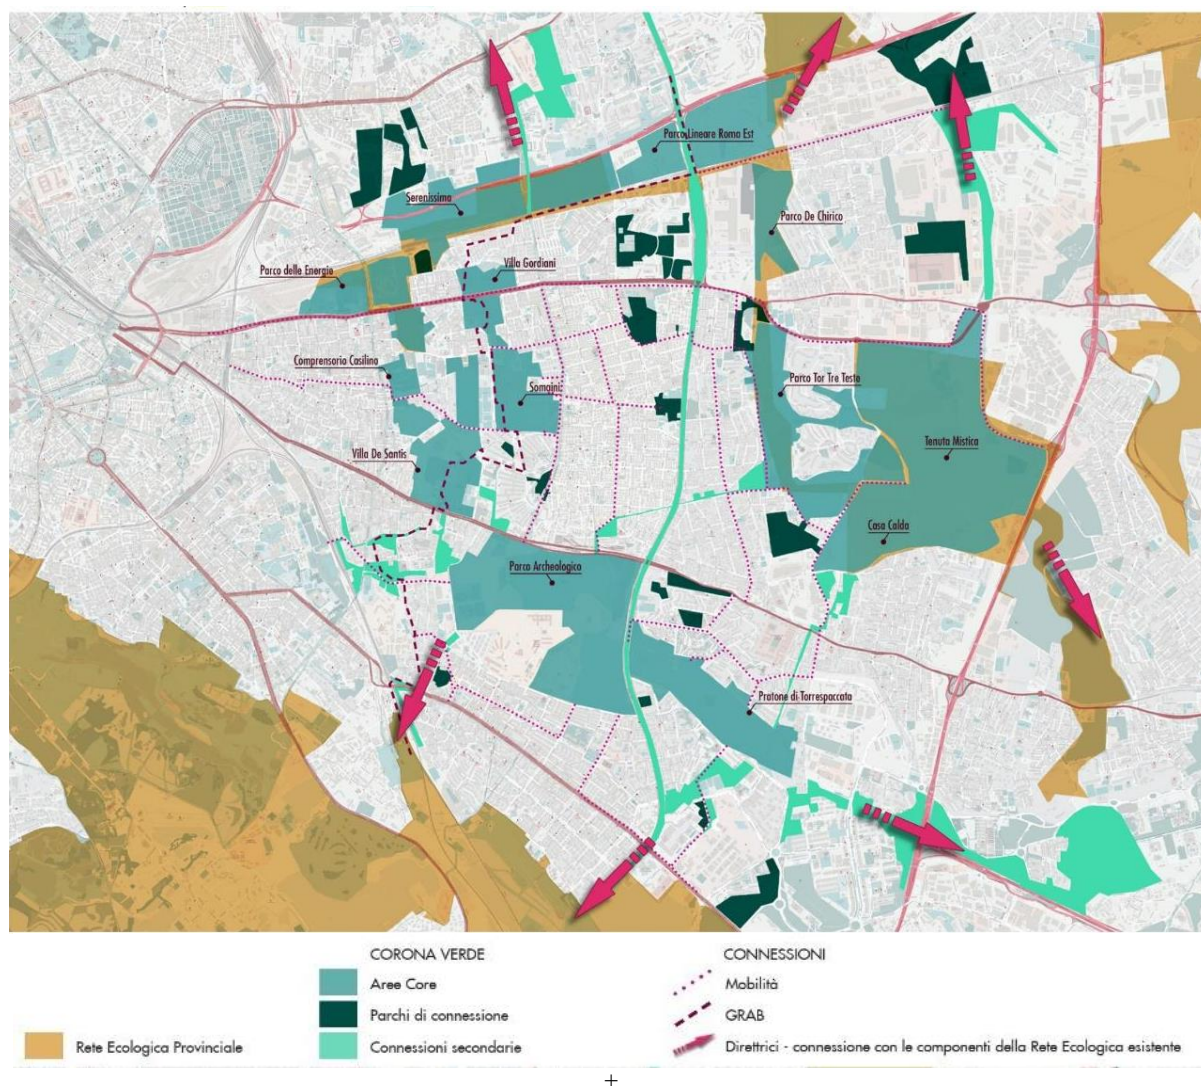 Parco Lineare Roma Est
Serenissima
Parco De Chirico
Villa Gordiani
Parco delle Energie
Comprensorio Casilino
Somaini
Parco Tor Tre Teste
Tenuta Mistica
Villa De Santis
Casa Calda
Parco Archeologico
Pratone di Torrespaccata
CORONA VERDE
CONNESSIONI
Aree Core
Mobilità
Parchi di connessione
GRAB
Rete Ecologica Provinciale
Connessioni secondarie
Direttrici - connessione con le componenti della Rete Ecologica esistente
+